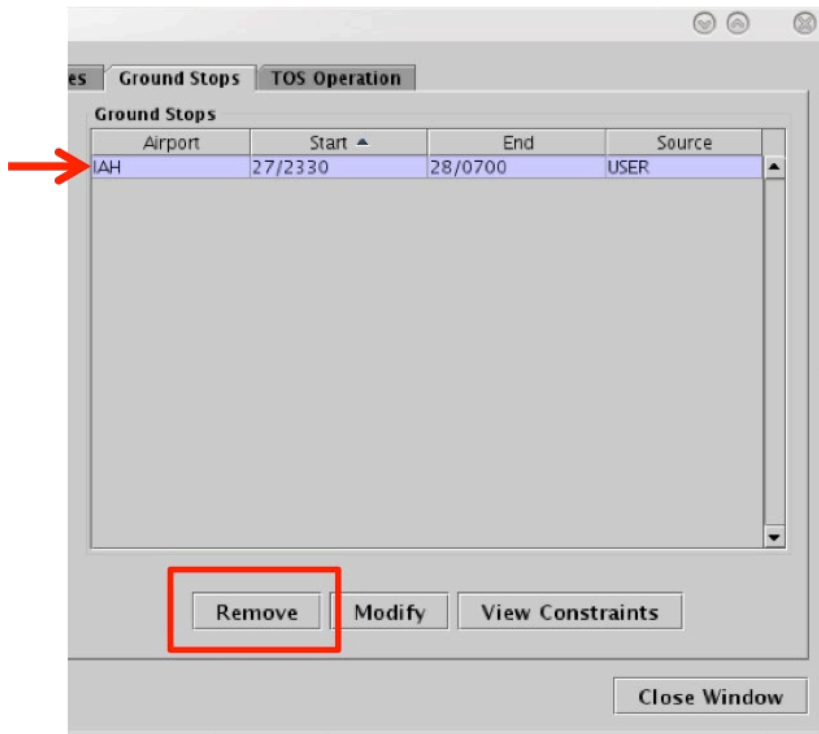 es Ground Stops TOS Operation
Ground Stops
Airport Start End Source
IAH 27/2330 28/0700 USER
Remove Modify View Constraints
Close Window